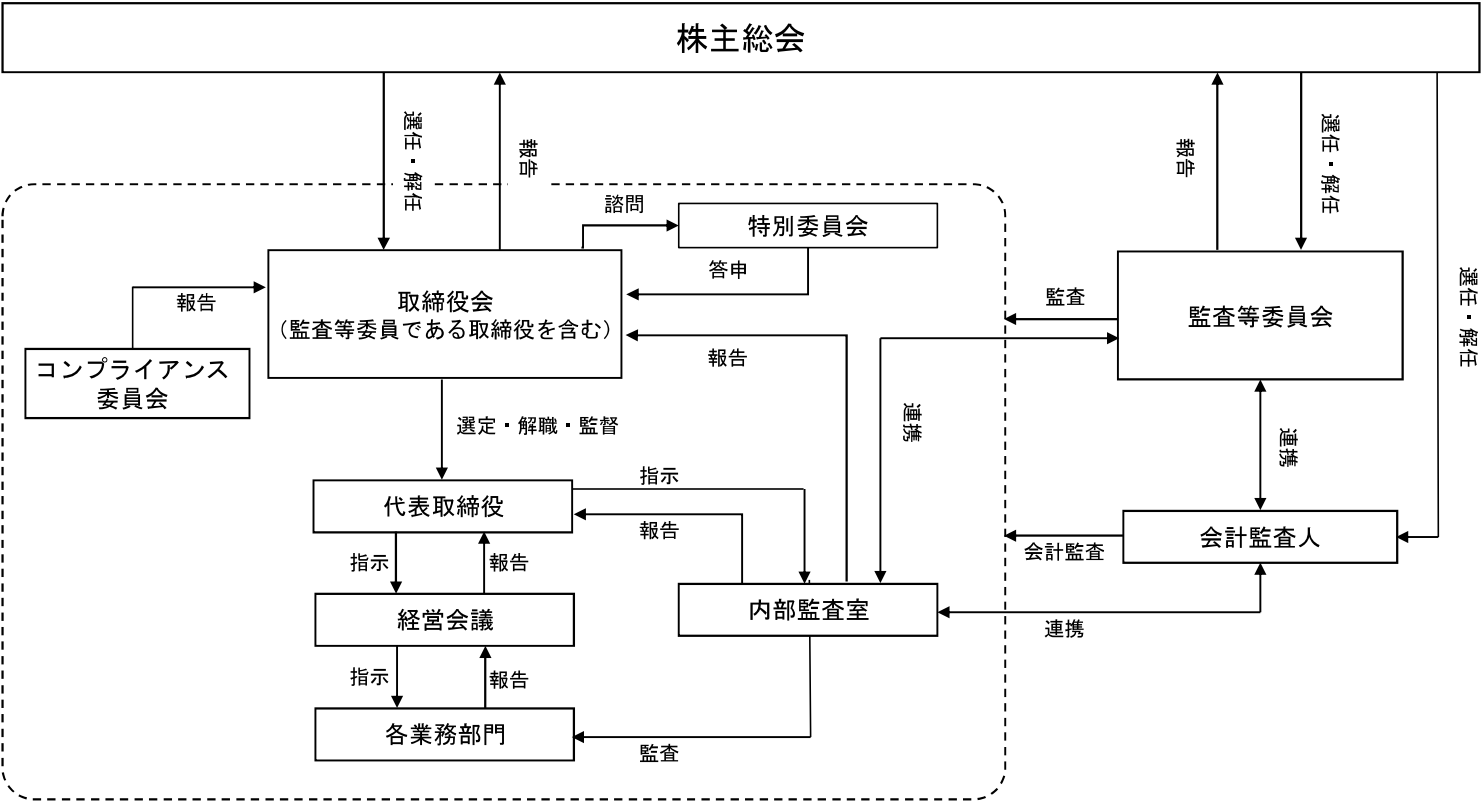 株主総会
選任・解任
報告
報告
選任・解任
選任・解任
諮問
特別委員会
答申
取締役会
（監査等委員である取締役を含む）
報告
コンプライアンス
委員会
報告
監査
監査等委員会
連携
連携
選定・解職・監督
代表取締役
指示
報告
会計監査
会計監査人
指示
報告
経営会議
内部監査室
連携
指示
報告
各業務部門
監査